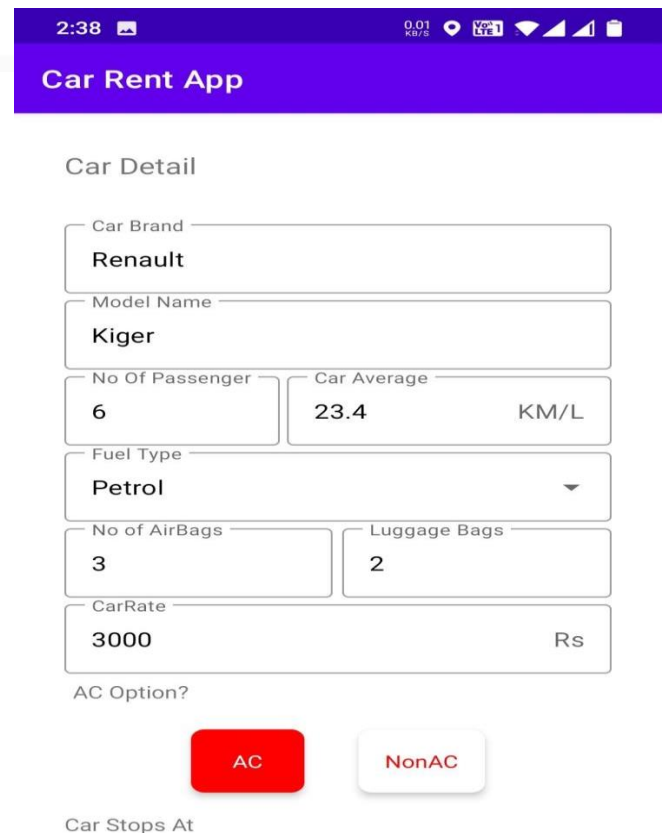 2:38 0.01 KB/S Vo)) LTE 1
Car Rent App
Car Detail
Car Brand
Renault
Model Name
Kiger
No Of Passenger Car Average
6 23.4 KM/L
Fuel Type
Petrol
No of AirBags Luggage Bags
3 2
CarRate
3000 Rs
AC Option?
AC NonAC
Car Stops At